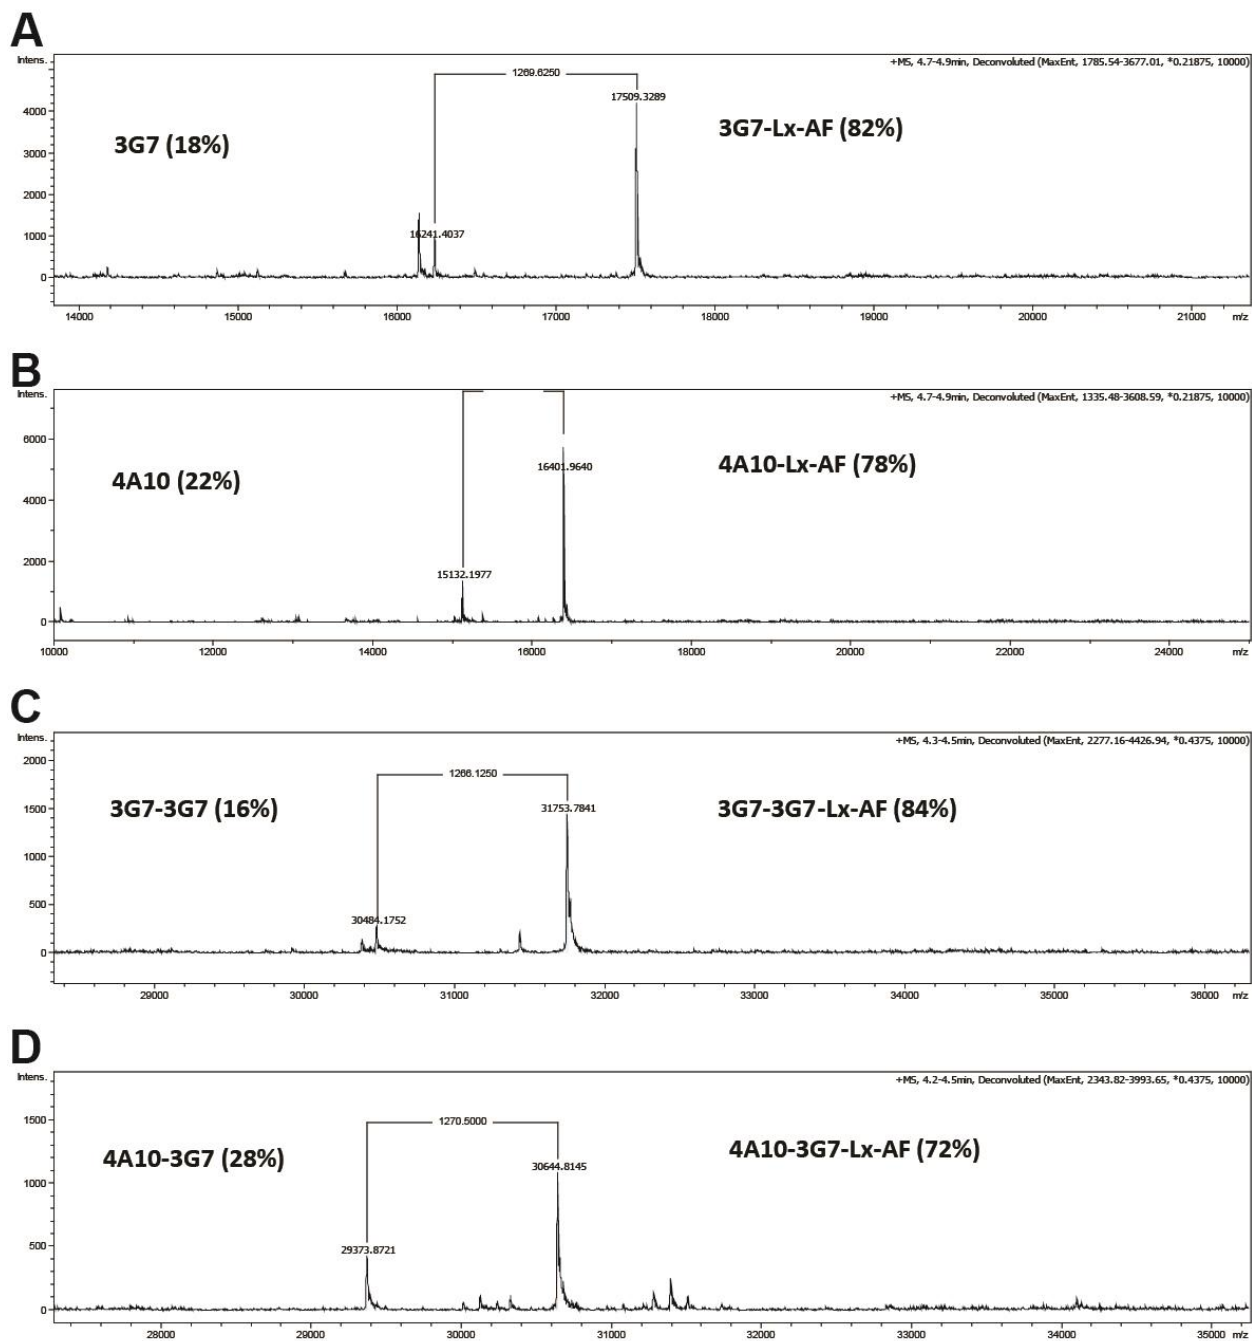 A
Intens.
+MS, 4.7-4.9min, Deconvoluted (MaxEnt, 1785.54-3677.01, *0.21875, 10000)
1269.6250
17509.3289
4000
3G7 (18%)
3G7-Lx-AF (82%)
3000
2000
1000
16241.4037
0
14000 15000 16000 17000 18000 19000 20000 21000 m/z
B
Intens.
+MS, 4.7-4.9min, Deconvoluted (MaxEnt, 1335.48-3608.59, *0.21875, 10000)
6000
16401.9640
4A10-Lx-AF (78%)
4A10 (22%)
4000
2000
15132.1977
0
10000 12000 14000 16000 18000 20000 22000 24000 m/z
C
Intens.
+MS, 4.3-4.5min, Deconvoluted (MaxEnt, 2277.16-4426.94, *0.4375, 10000)
2000
1266.1250
3G7-3G7 (16%)
31753.7841
3G7-3G7-Lx-AF (84%)
1500
1000
500
30484.1752
0
29000 30000 31000 32000 33000 34000 35000 36000 m/z
D
Intens.
+MS, 4.2-4.5min, Deconvoluted (MaxEnt, 2343.82-3993.65, *0.4375, 10000)
1500
1270.5000
4A10-3G7 (28%)
30644.8145
4A10-3G7-Lx-AF (72%)
1000
500
29373.8721
0
28000 29000 30000 31000 32000 33000 34000 35000 m/z